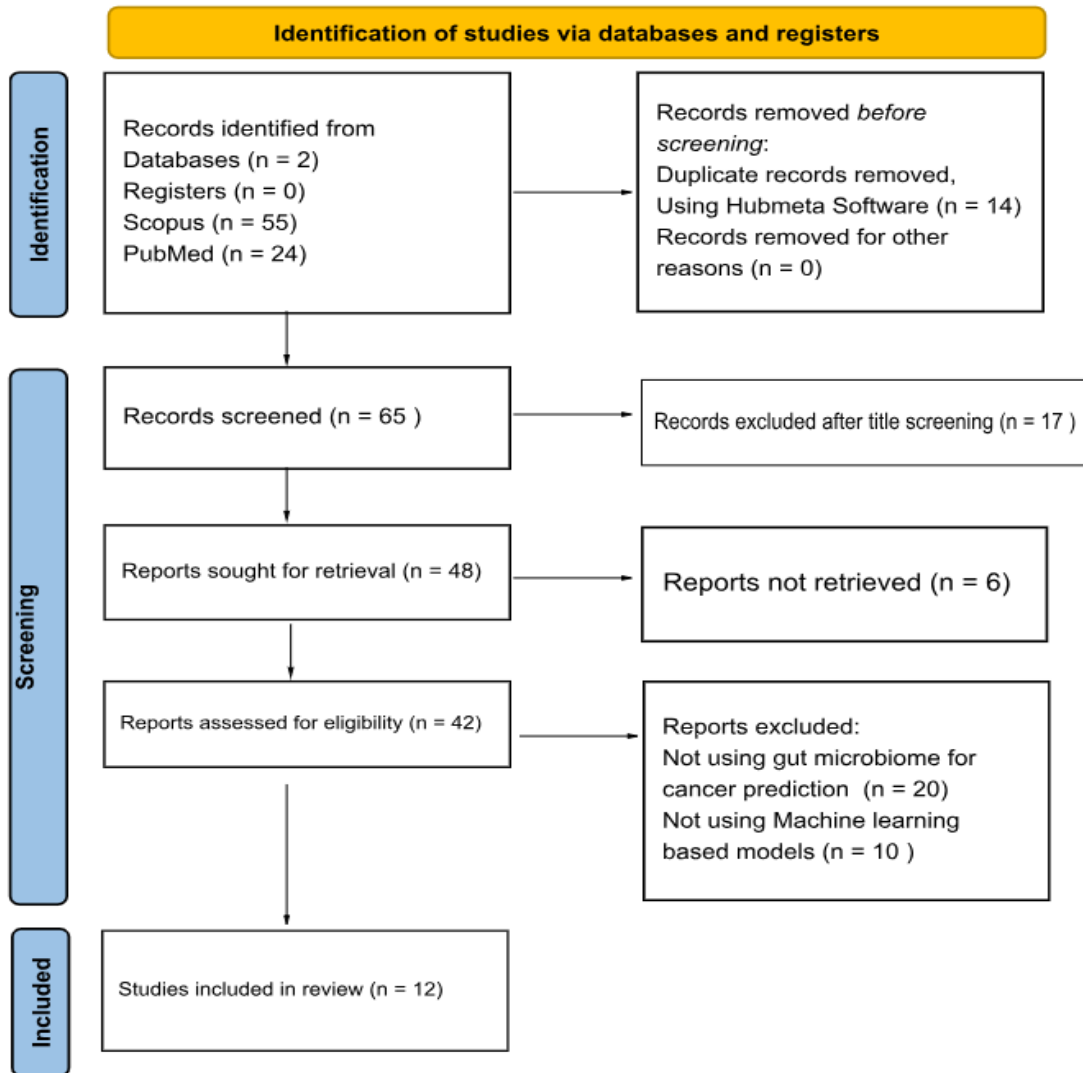 Identification of studies via databases and registers
Identification
Records identified from
Databases (n = 2)
Registers (n = 0)
Scopus (n = 55)
PubMed (n = 24)
Records removed before
screening:
Duplicate records removed,
Using Hubmeta Software (n = 14)
Records removed for other
reasons (n = 0)
Screening
Records screened (n = 65 )
Records excluded after title screening (n = 17 )
Reports sought for retrieval (n = 48)
Reports not retrieved (n = 6)
Reports assessed for eligibility (n = 42)
Reports excluded:
Not using gut microbiome for
cancer prediction (n = 20)
Not using Machine learning
based models (n = 10 )
Included
Studies included in review (n = 12)